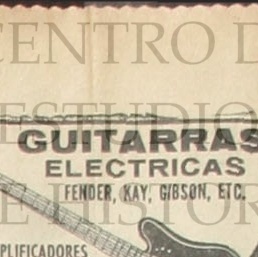 CENTRO D
ESTUDIO
GUITARRAS
ELECTRICAS
FENDER, KAY, GIBSON, ETC.
E HISTOR
PLIFICADORES